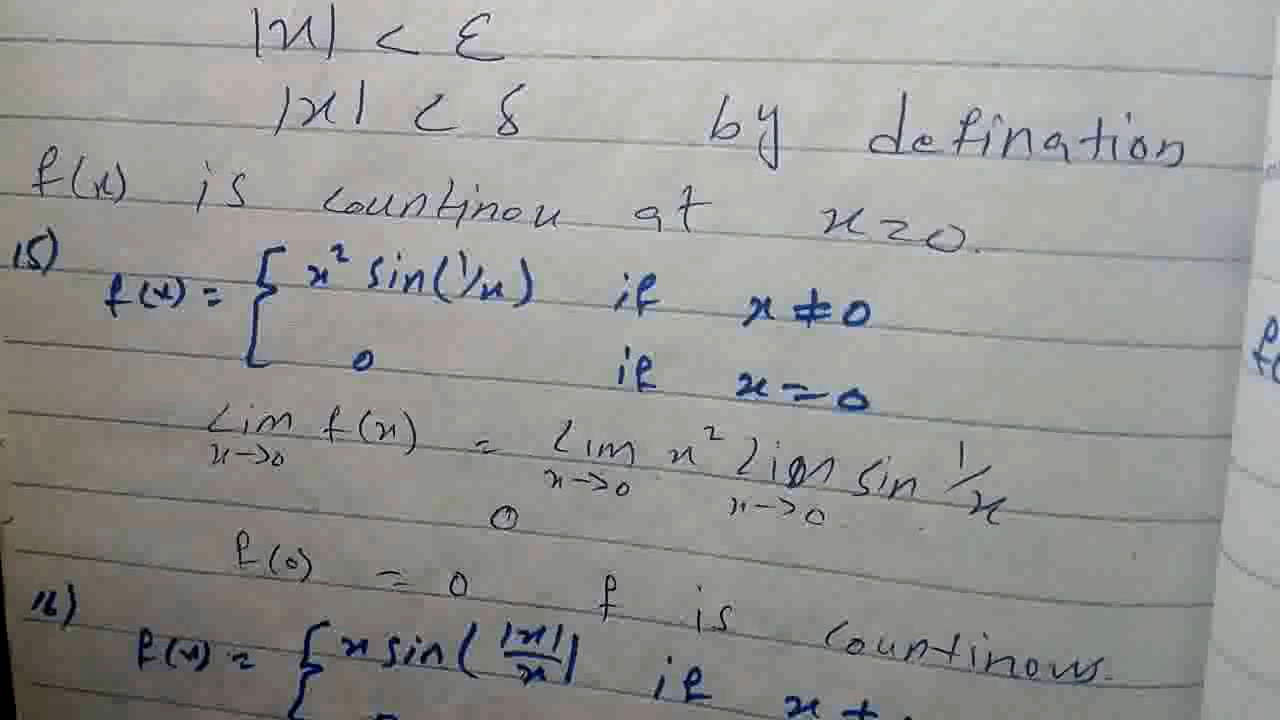 |x| < ε
|x| < δ by defination
f(x) is countinou at x=0.
15)
f(x) = { x² sin(1/x) if x ≠ 0
0 if x = 0
Lim x->0 f(x) = Lim x->0 x² Lim x->0 sin 1/x
0
f(0) = 0 f is countinows.
16)
f(x) = { x sin(|x|/x) if x